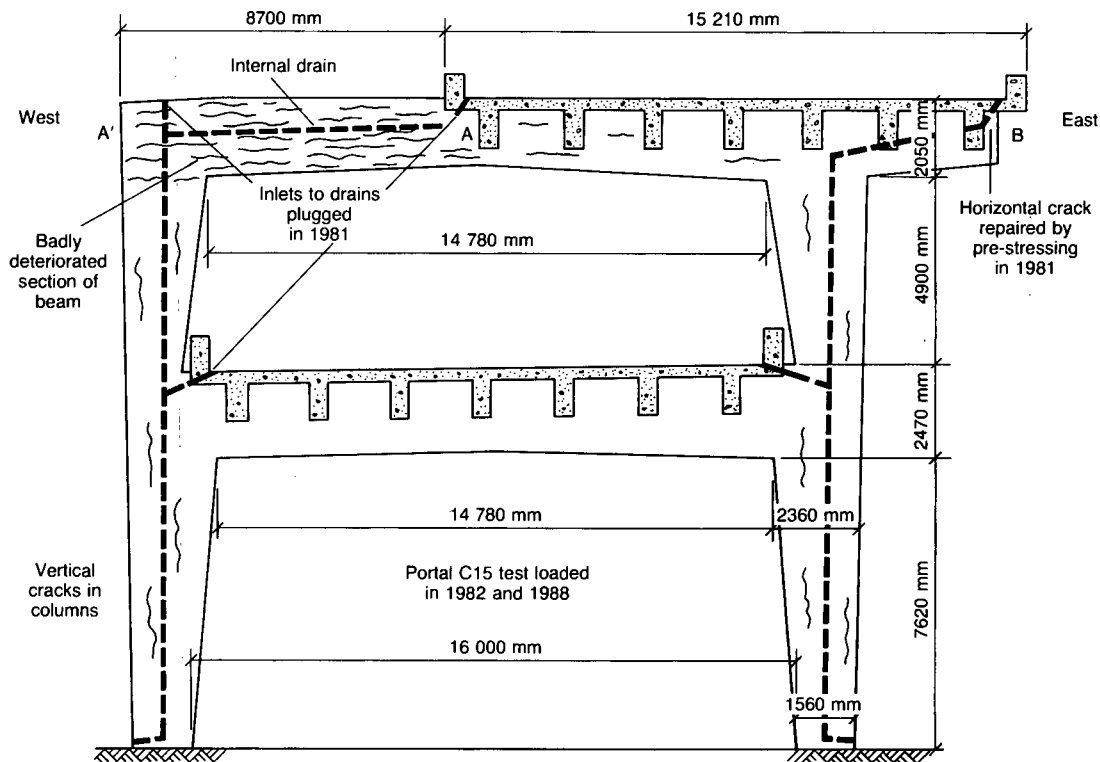 8700 mm
15 210 mm
Internal drain
West
A'
A
B
East
2050 mm
Inlets to drains
plugged
in 1981
Badly
deteriorated
section of
beam
14 780 mm
Horizontal crack
repaired by
pre-stressing
in 1981
4900 mm
2470 mm
14 780 mm
2360 mm
Vertical
cracks in
columns
Portal C15 test loaded
in 1982 and 1988
7620 mm
16 000 mm
1560 mm